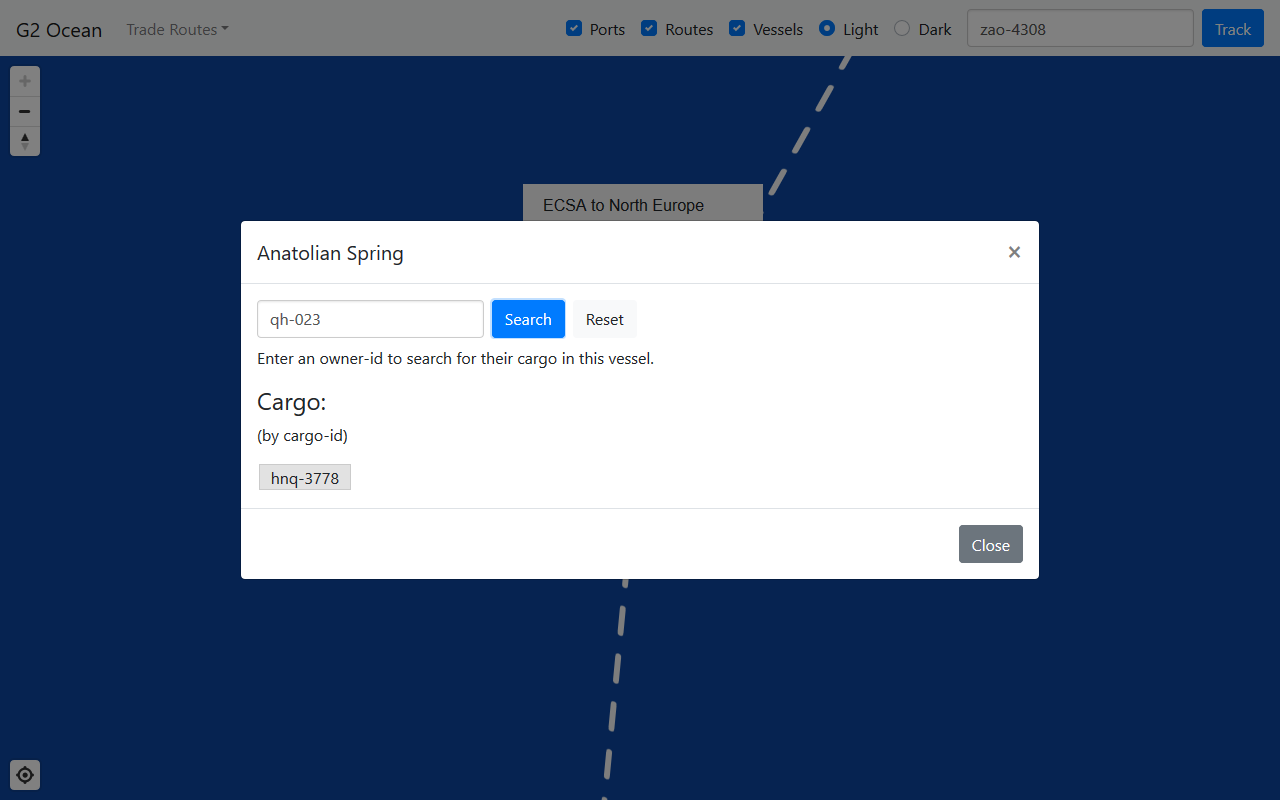 G2 Ocean Trade Routes Ports Routes Vessels Light Dark zao-4308 Track
ECSA to North Europe
Anatolian Spring ×
qh-023 Search Reset
Enter an owner-id to search for their cargo in this vessel.
Cargo:
(by cargo-id)
hnq-3778
Close